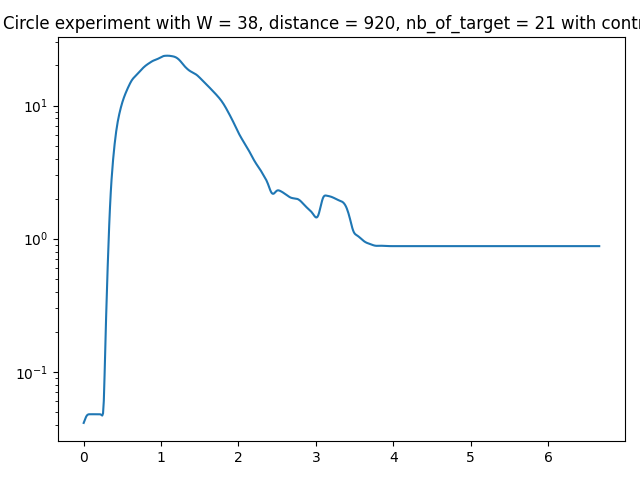 Circle experiment with W = 38, distance = 920, nb_of_target = 21 with
10¹
10⁰
10⁻¹
0 1 2 3 4 5 6